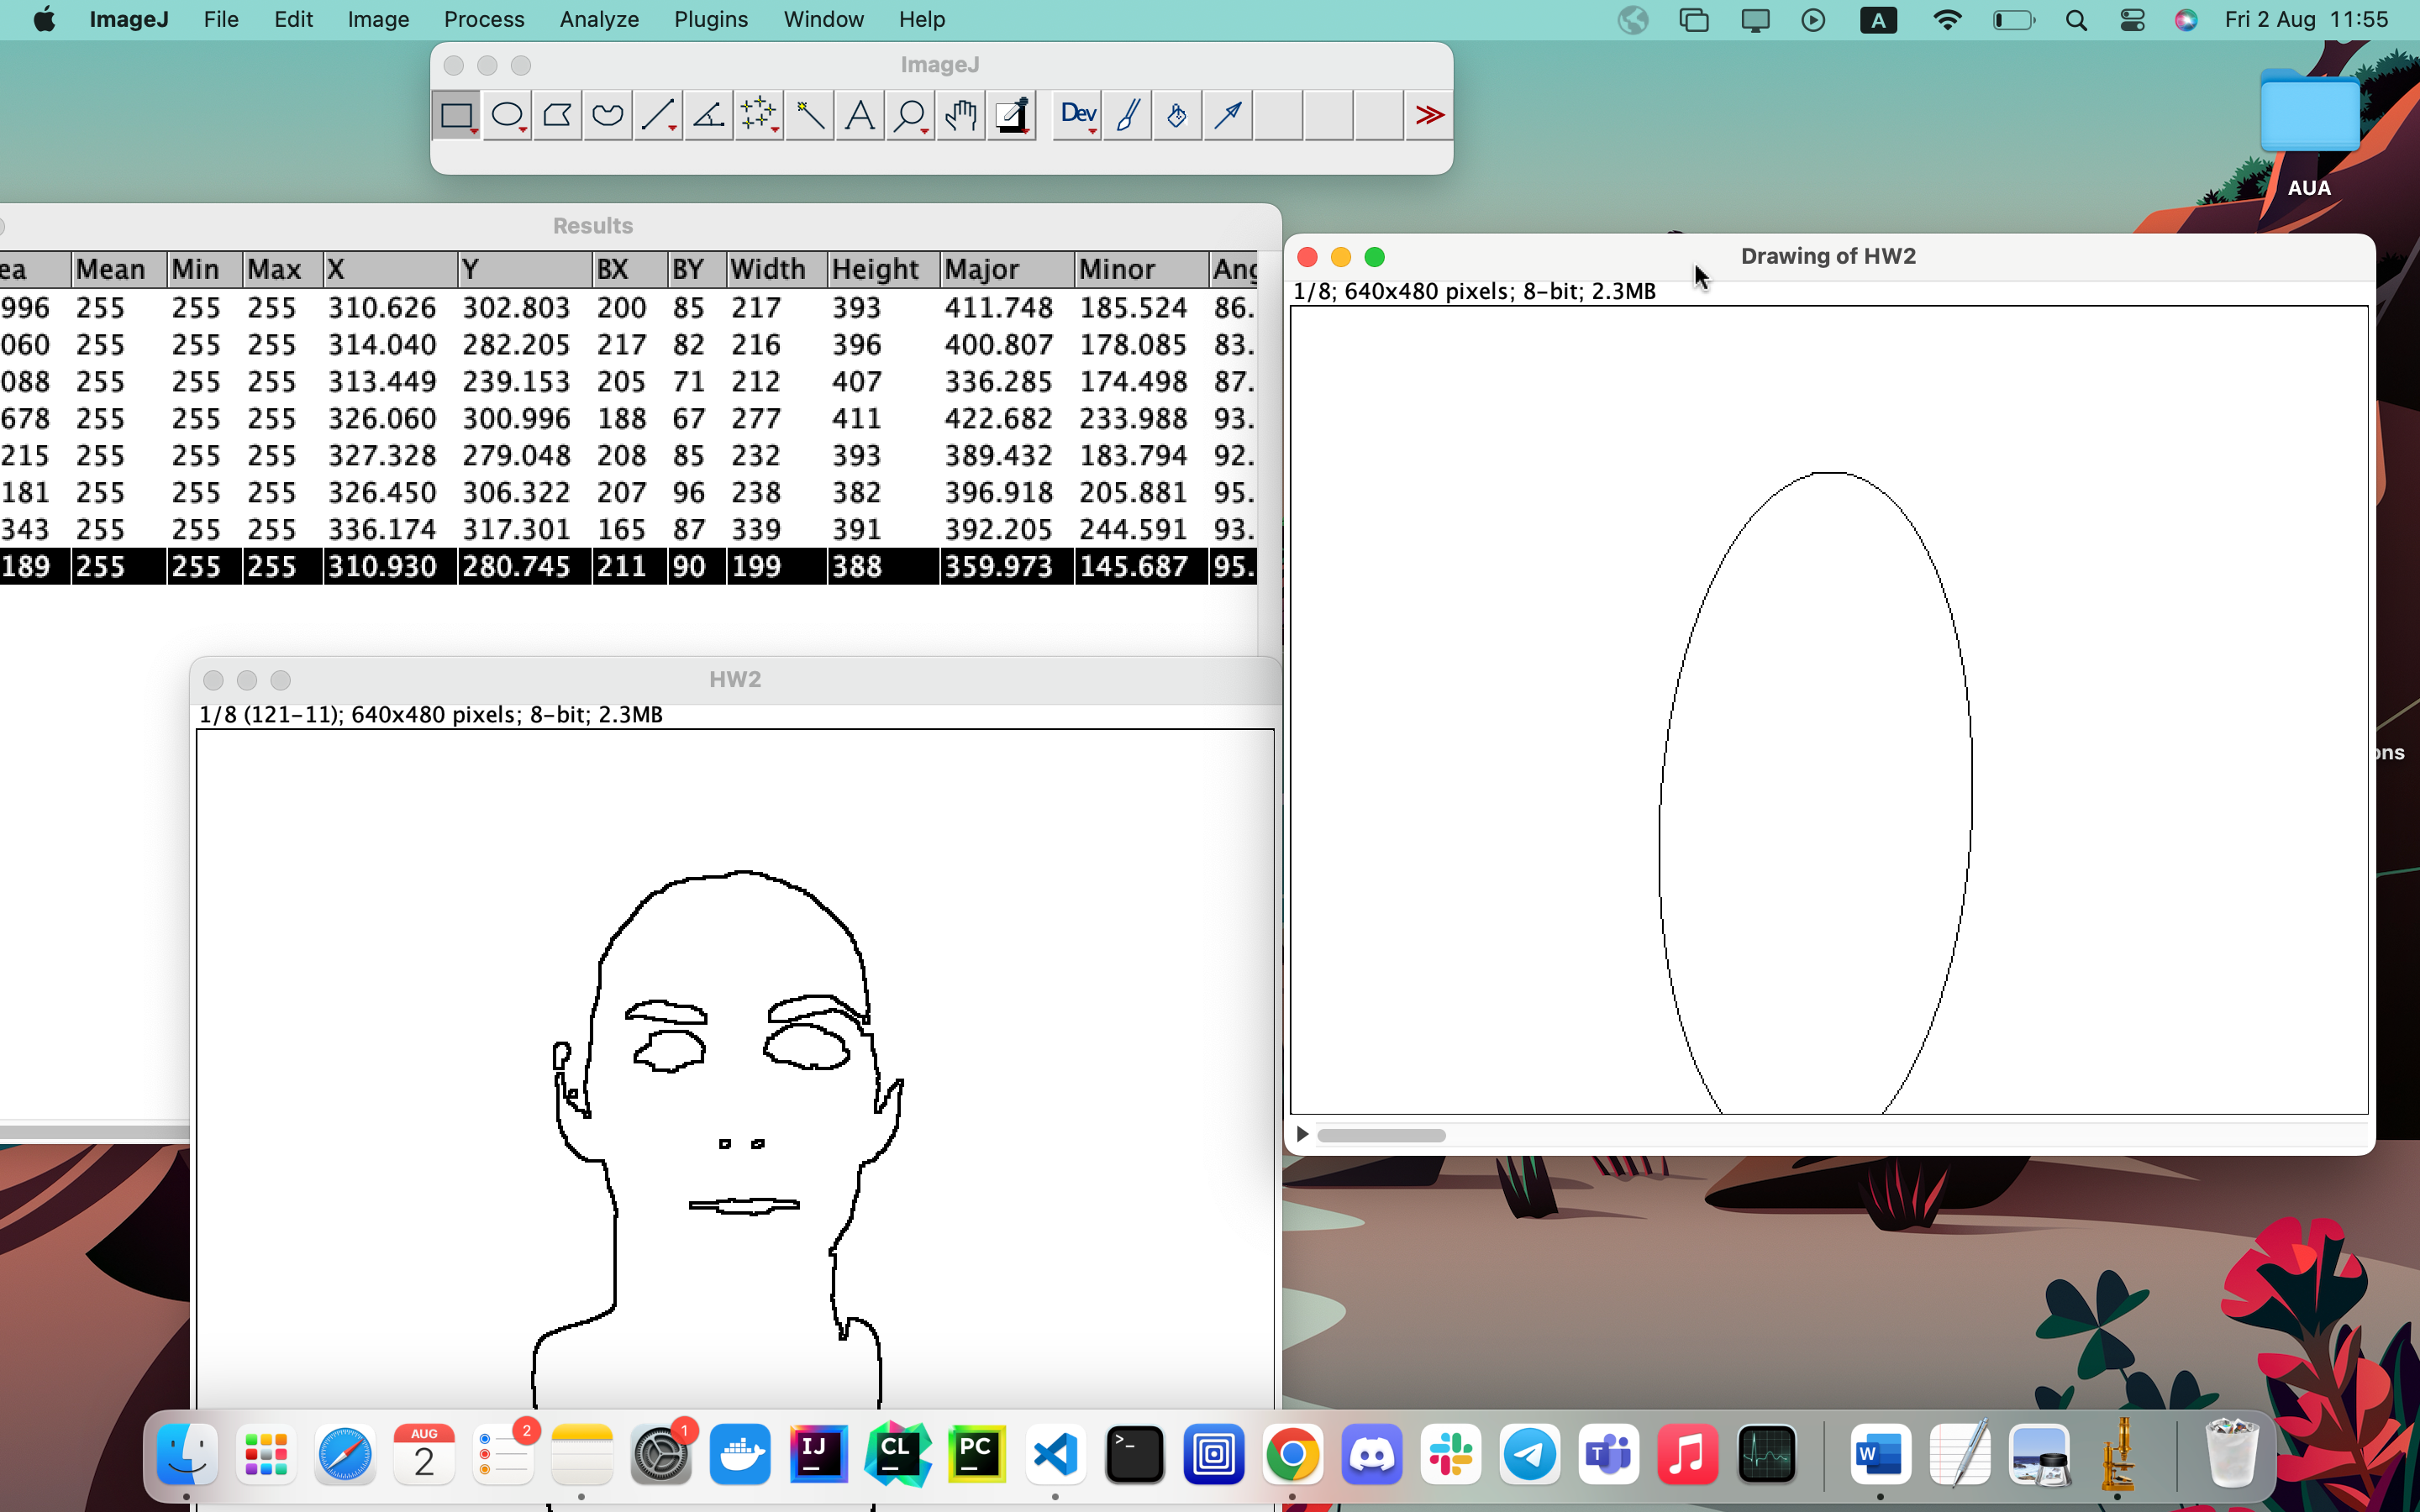 ImageJ File Edit Image Process Analyze Plugins Window Help A Fri 2 Aug 11:55
ImageJ
Dev
AUA
Results
ea Mean Min Max X Y BX BY Width Height Major Minor Ang
996 255 255 255 310.626 302.803 200 85 217 393 411.748 185.524 86.
060 255 255 255 314.040 282.205 217 82 216 396 400.807 178.085 83.
088 255 255 255 313.449 239.153 205 71 212 407 336.285 174.498 87.
678 255 255 255 326.060 300.996 188 67 277 411 422.682 233.988 93.
215 255 255 255 327.328 279.048 208 85 232 393 389.432 183.794 92.
181 255 255 255 326.450 306.322 207 96 238 382 396.918 205.881 95.
343 255 255 255 336.174 317.301 165 87 339 391 392.205 244.591 93.
189 255 255 255 310.930 280.745 211 90 199 388 359.973 145.687 95.
Drawing of HW2
1/8; 640x480 pixels; 8-bit; 2.3MB
ons
HW2
1/8 (121-11); 640x480 pixels; 8-bit; 2.3MB
AUG
2
2
1
IJ
CL
PC
>_
T
W